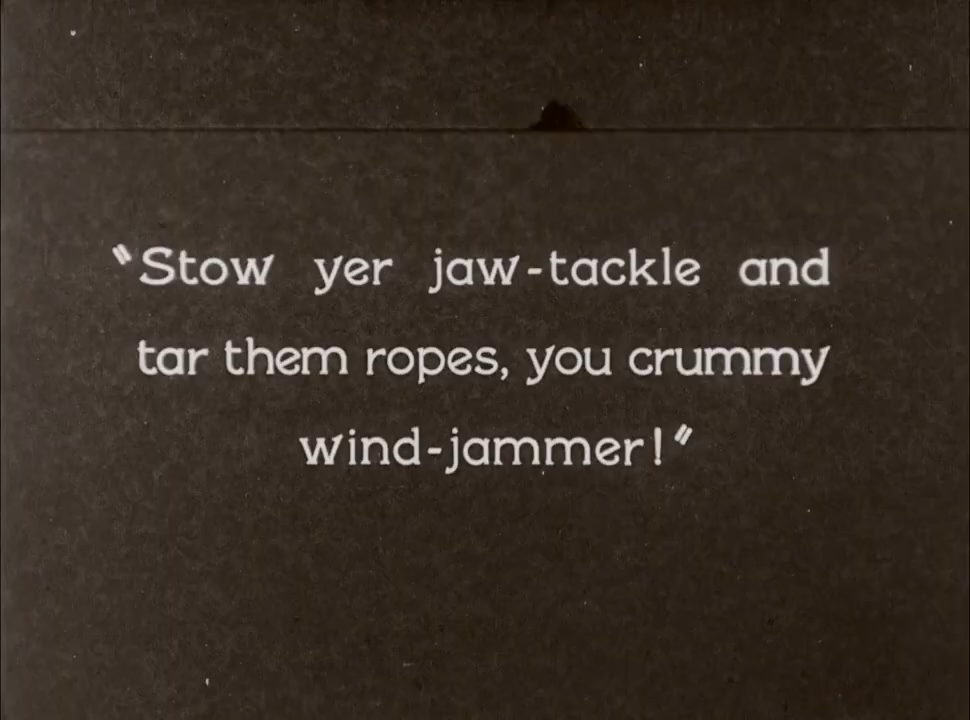 "Stow yer jaw-tackle and
tar them ropes, you crummy
wind-jammer!"